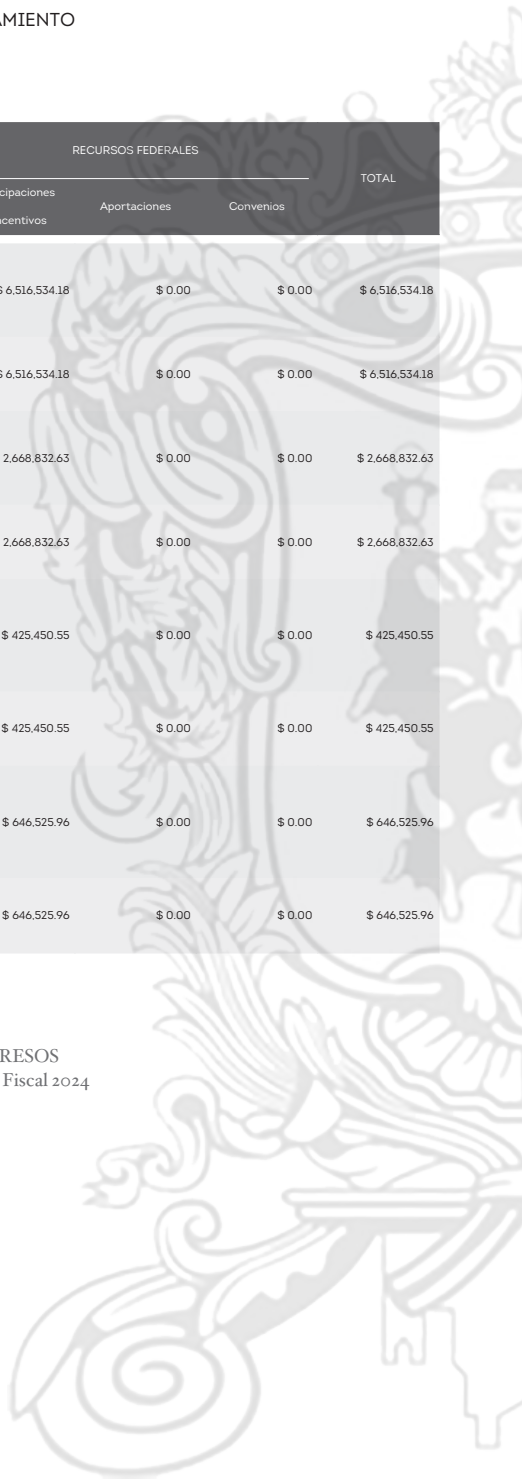 AMIENTO
RECURSOS FEDERALES
TOTAL
cipaciones
Aportaciones
Convenios
ncentivos
$ 6,516,534.18 $ 0.00 $ 0.00 $ 6,516,534.18
$ 6,516,534.18 $ 0.00 $ 0.00 $ 6,516,534.18
2,668,832.63 $ 0.00 $ 0.00 $ 2,668,832.63
2,668,832.63 $ 0.00 $ 0.00 $ 2,668,832.63
$ 425,450.55 $ 0.00 $ 0.00 $ 425,450.55
$ 425,450.55 $ 0.00 $ 0.00 $ 425,450.55
$ 646,525.96 $ 0.00 $ 0.00 $ 646,525.96
$ 646,525.96 $ 0.00 $ 0.00 $ 646,525.96
RESOS
Fiscal 2024